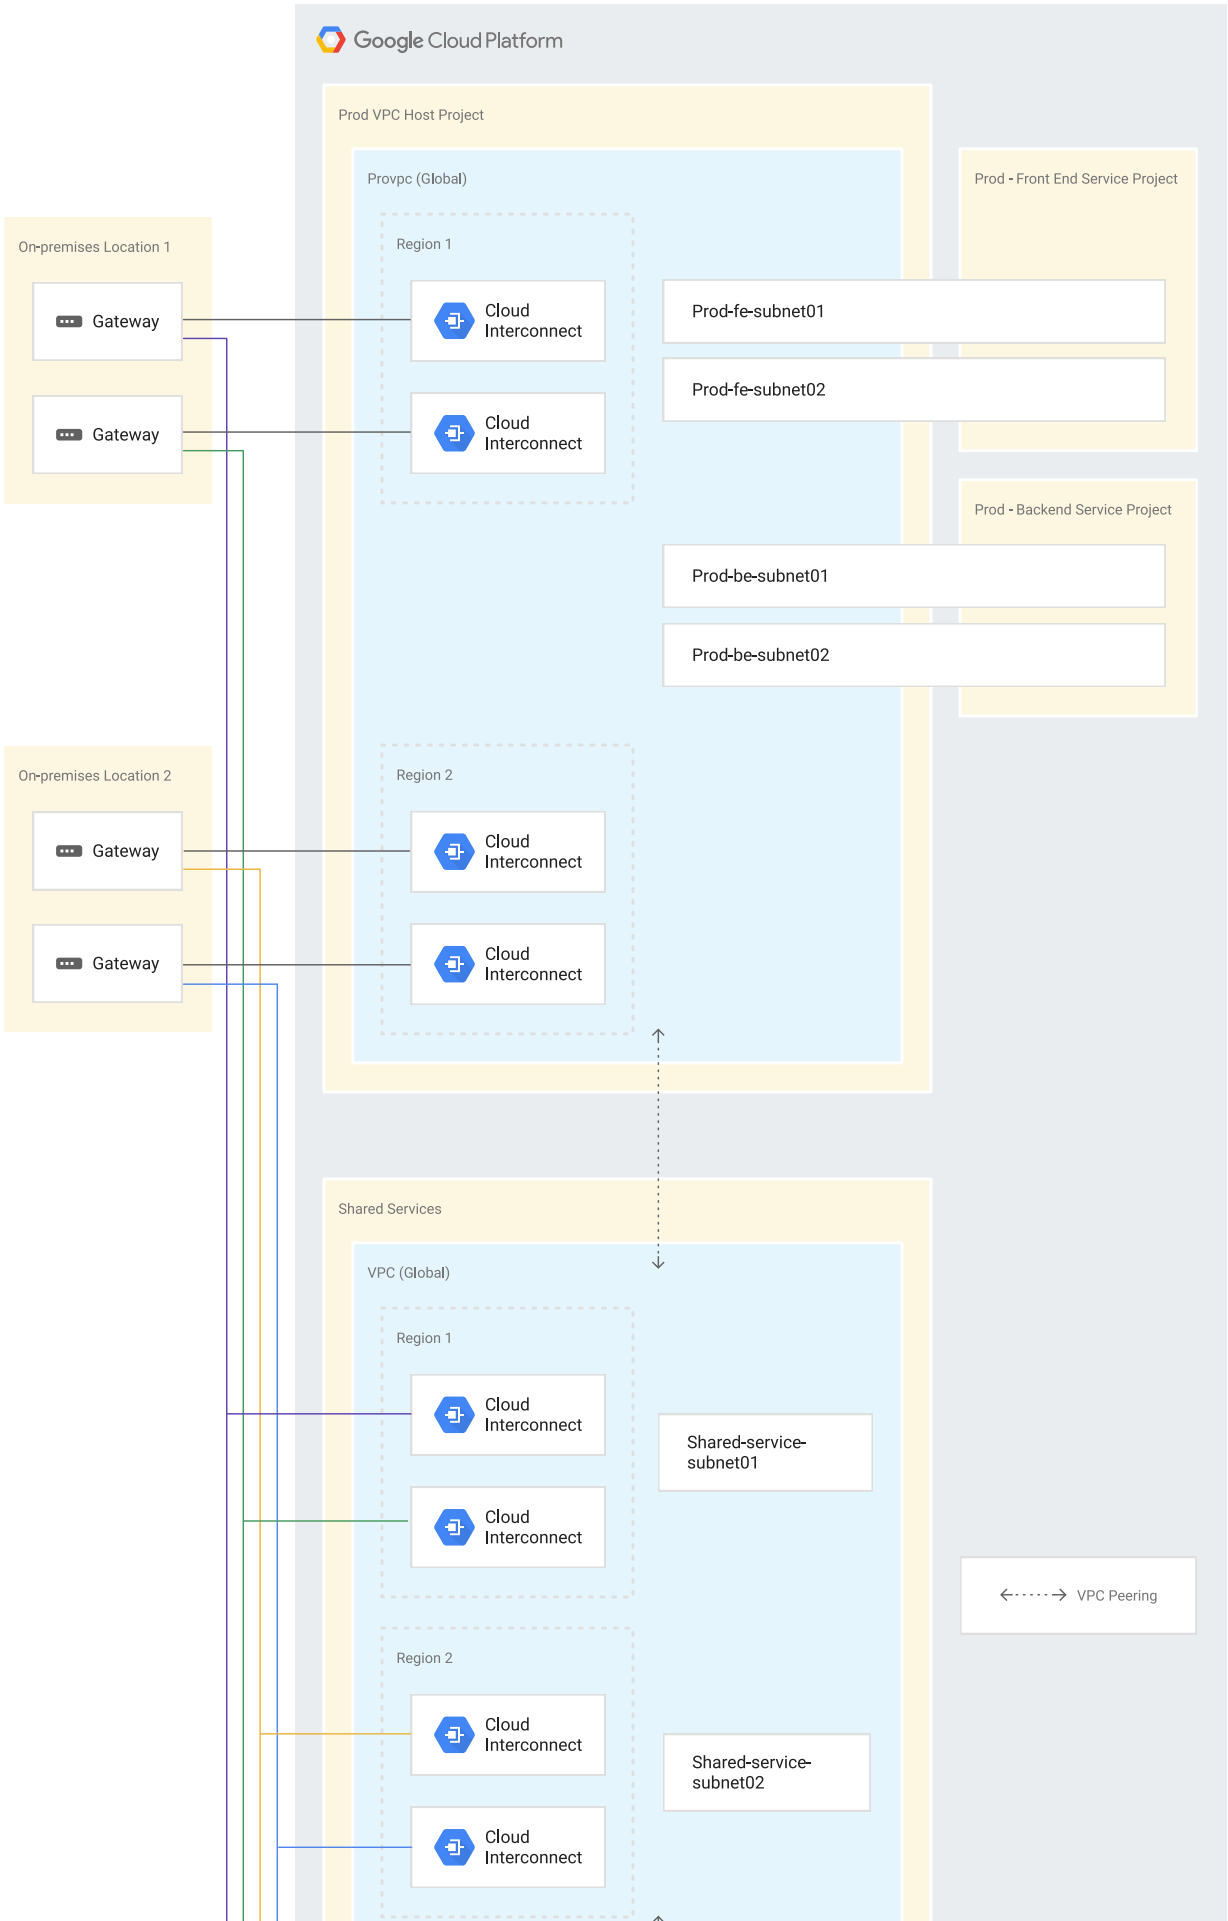 Google Cloud Platform
Prod VPC Host Project
Provpc (Global)
Prod - Front End Service Project
On-premises Location 1
Region 1
Gateway
Cloud
Interconnect
Prod-fe-subnet01
Prod-fe-subnet02
Gateway
Cloud
Interconnect
Prod - Backend Service Project
Prod-be-subnet01
Prod-be-subnet02
On-premises Location 2
Region 2
Gateway
Cloud
Interconnect
Gateway
Cloud
Interconnect
Shared Services
VPC (Global)
Region 1
Cloud
Interconnect
Shared-service-
subnet01
Cloud
Interconnect
VPC Peering
Region 2
Cloud
Interconnect
Shared-service-
subnet02
Cloud
Interconnect